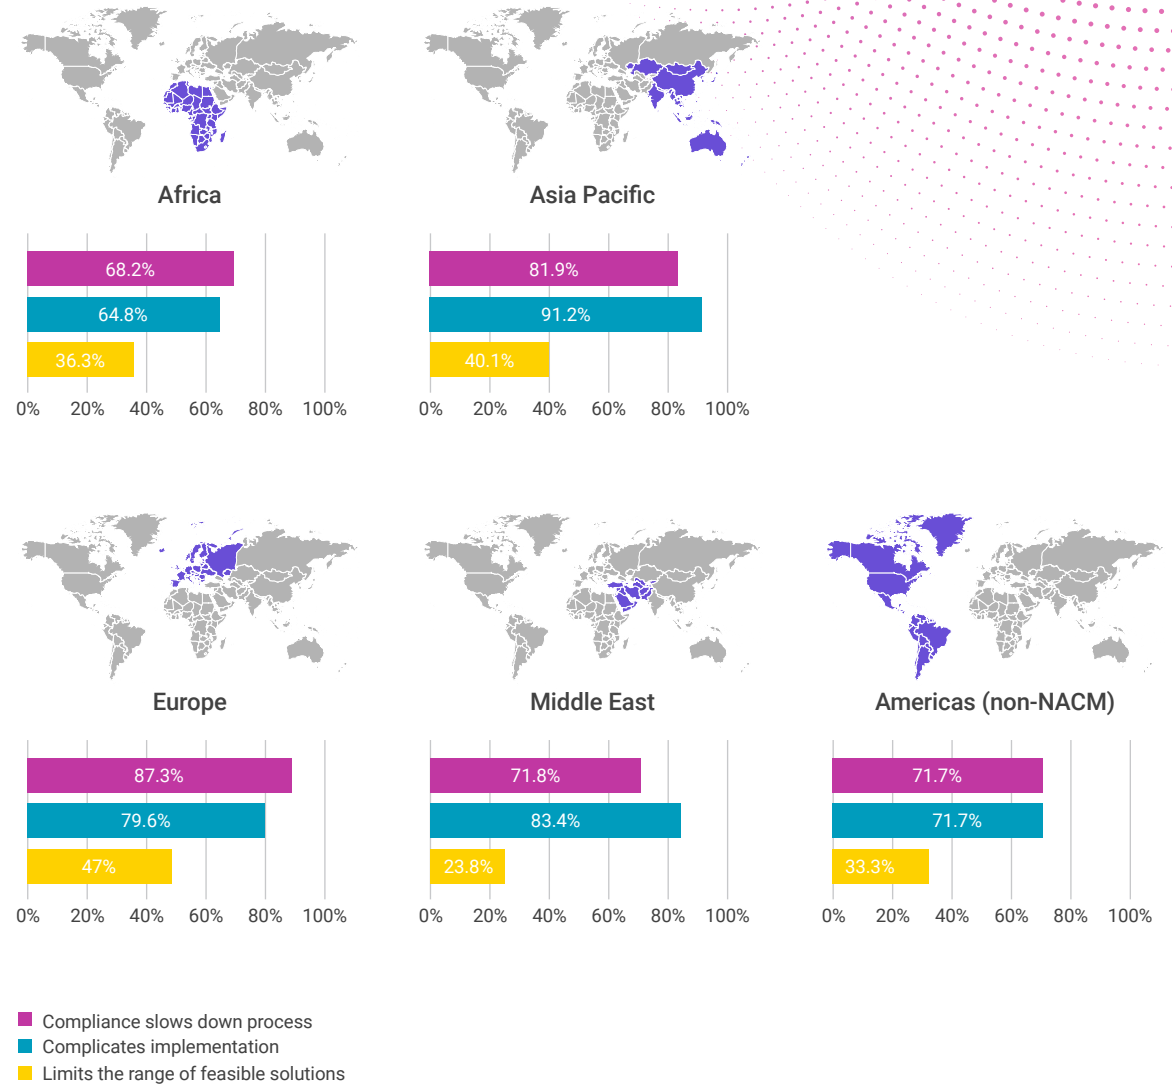 Africa
68.2%
64.8%
36.3%
0% 20% 40% 60% 80% 100%
Asia Pacific
81.9%
91.2%
40.1%
0% 20% 40% 60% 80% 100%
Europe
87.3%
79.6%
47%
0% 20% 40% 60% 80% 100%
Middle East
71.8%
83.4%
23.8%
0% 20% 40% 60% 80% 100%
Americas (non-NACM)
71.7%
71.7%
33.3%
0% 20% 40% 60% 80% 100%
Compliance slows down process
Complicates implementation
Limits the range of feasible solutions